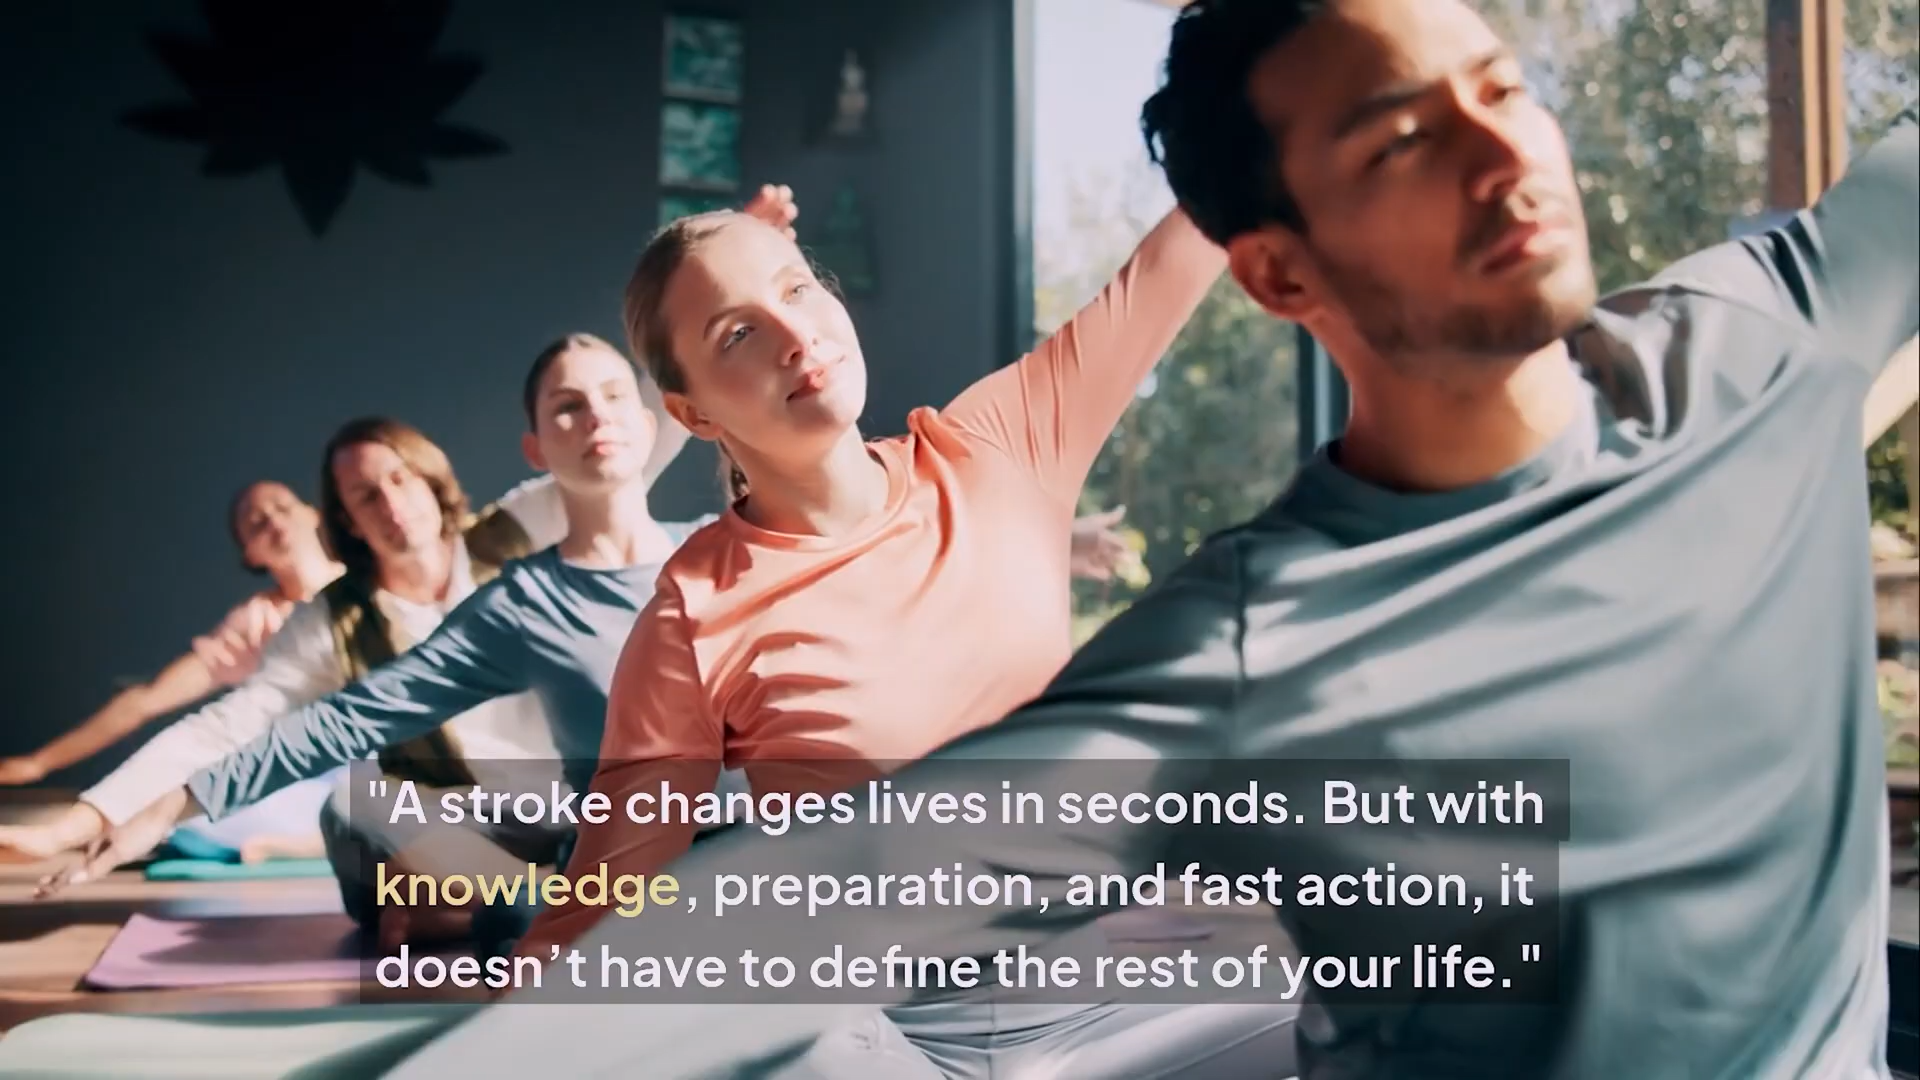 "A stroke changes lives in seconds. But with
knowledge, preparation, and fast action, it
doesn’t have to define the rest of your life."